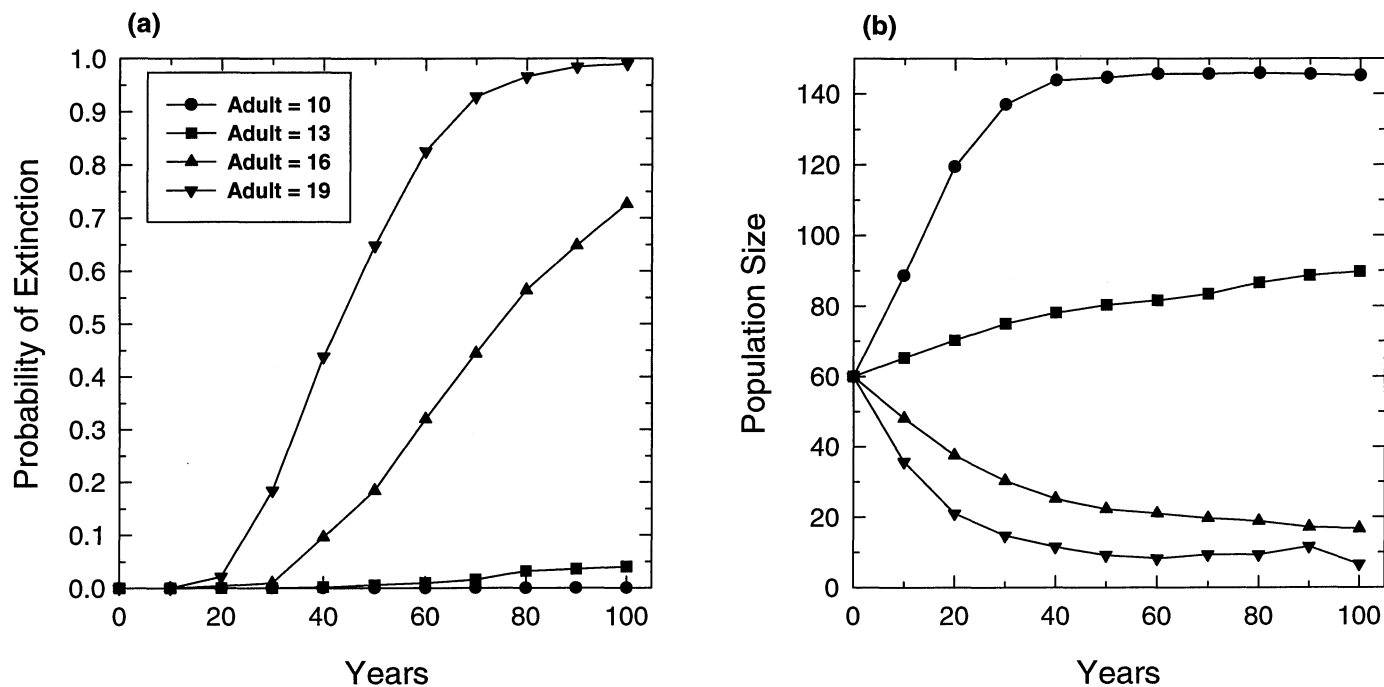 (a)
Probability of Extinction
1.0
0.9
0.8
0.7
0.6
0.5
0.4
0.3
0.2
0.1
0.0
Adult = 10
Adult = 13
Adult = 16
Adult = 19
0 20 40 60 80 100
Years
(b)
Population Size
140
120
100
80
60
40
20
0
0 20 40 60 80 100
Years